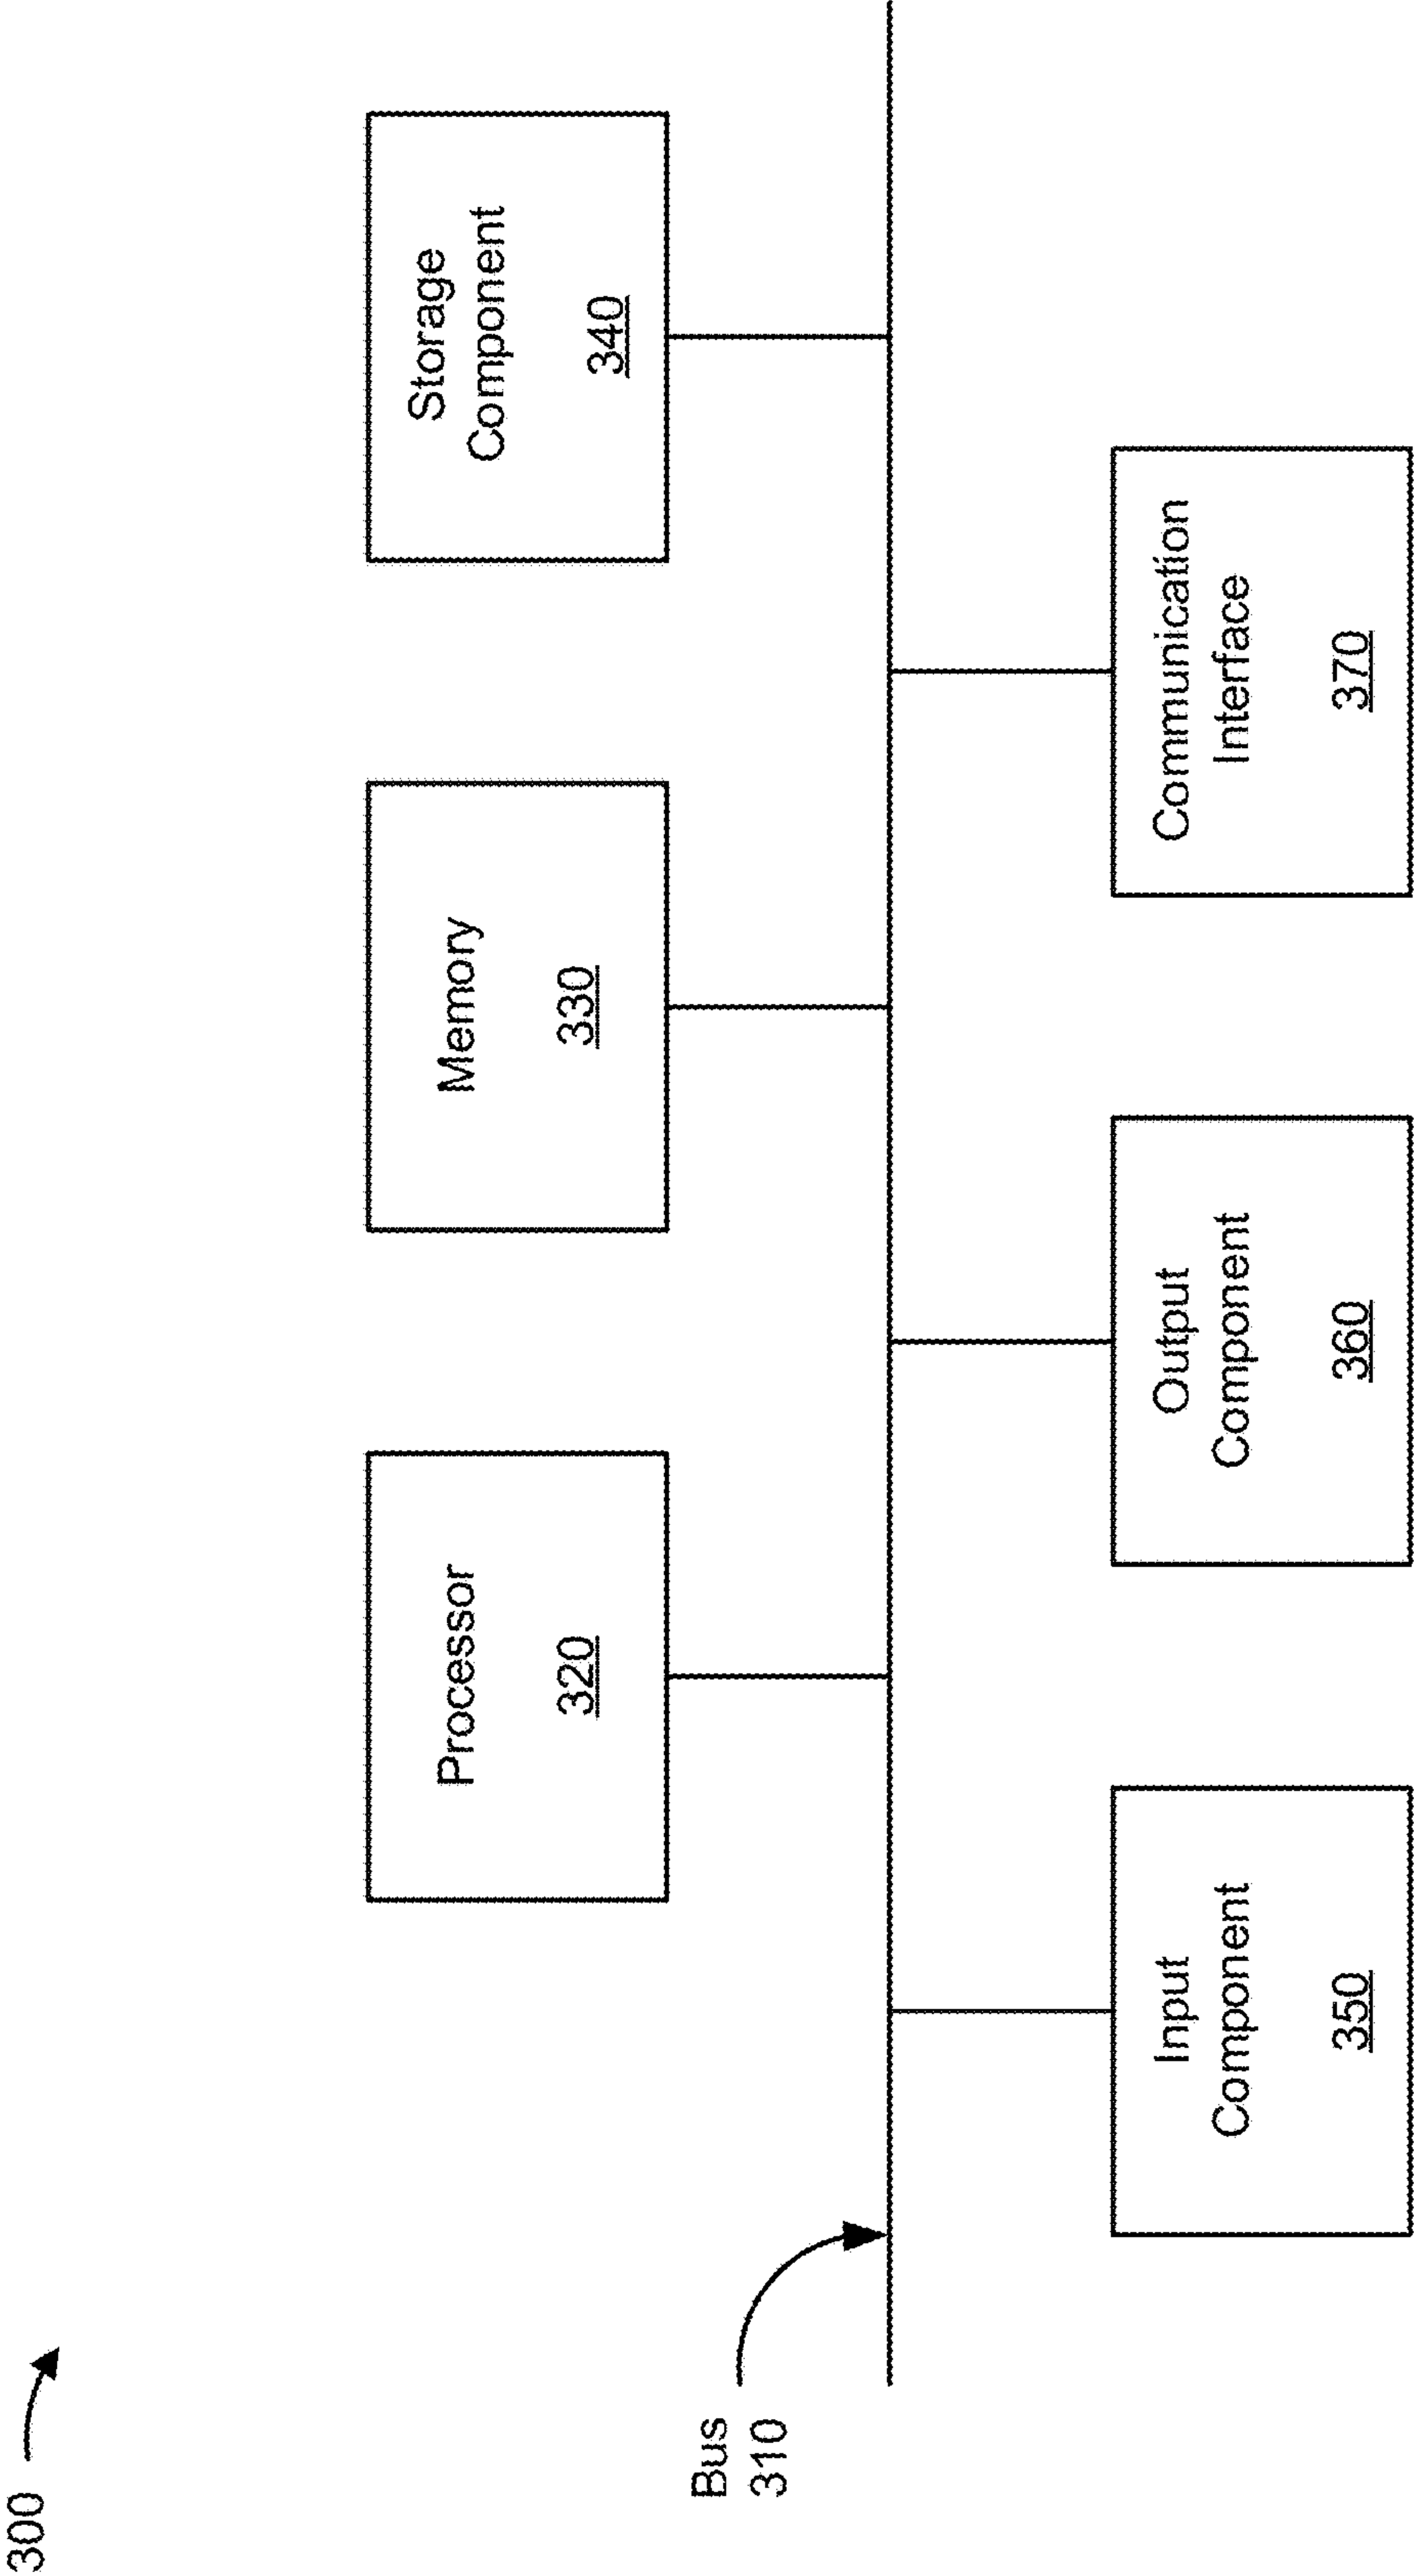 300
Processor
320
Memory
330
Storage
Component
340
Bus
310
Input
Component
350
Output
Component
360
Communication
Interface
370